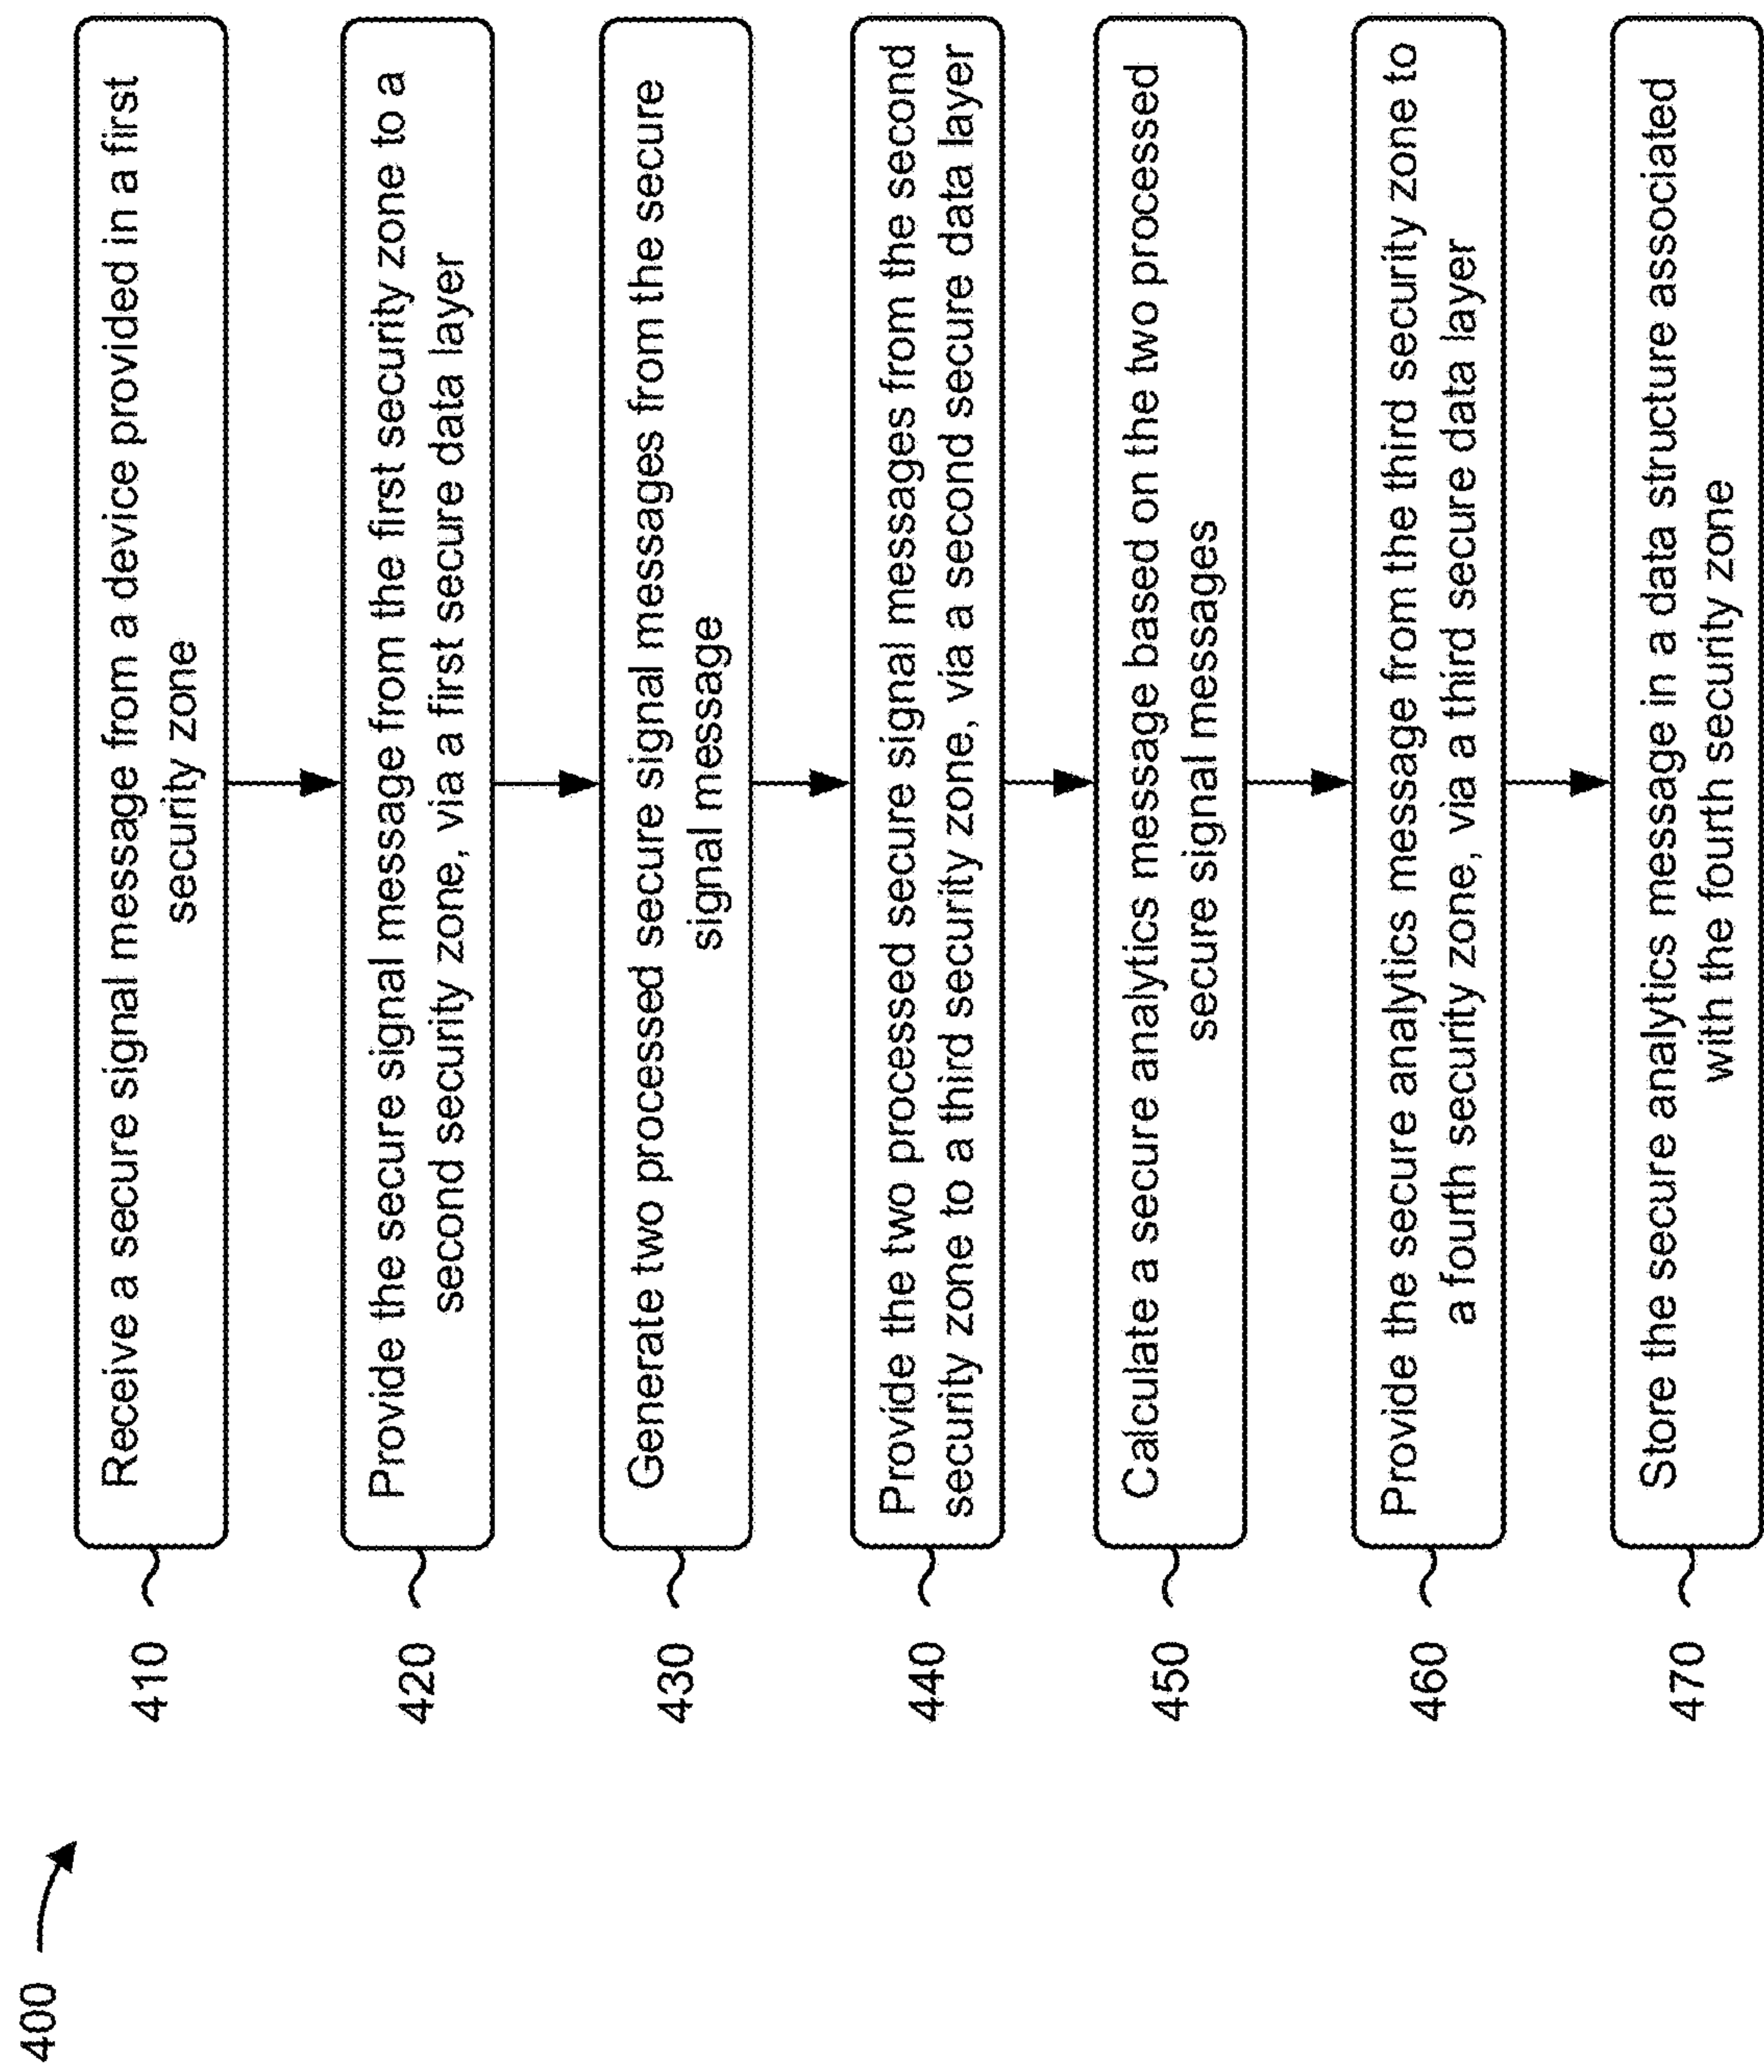 400
410
Receive a secure signal message from a device provided in a first
security zone
420
Provide the secure signal message from the first security zone to a
second security zone, via a first secure data layer
430
Generate two processed secure signal messages from the secure
signal message
440
Provide the two processed secure signal messages from the second
security zone to a third security zone, via a second secure data layer
450
Calculate a secure analytics message based on the two processed
secure signal messages
460
Provide the secure analytics message from the third security zone to
a fourth security zone, via a third secure data layer
470
Store the secure analytics message in a data structure associated
with the fourth security zone